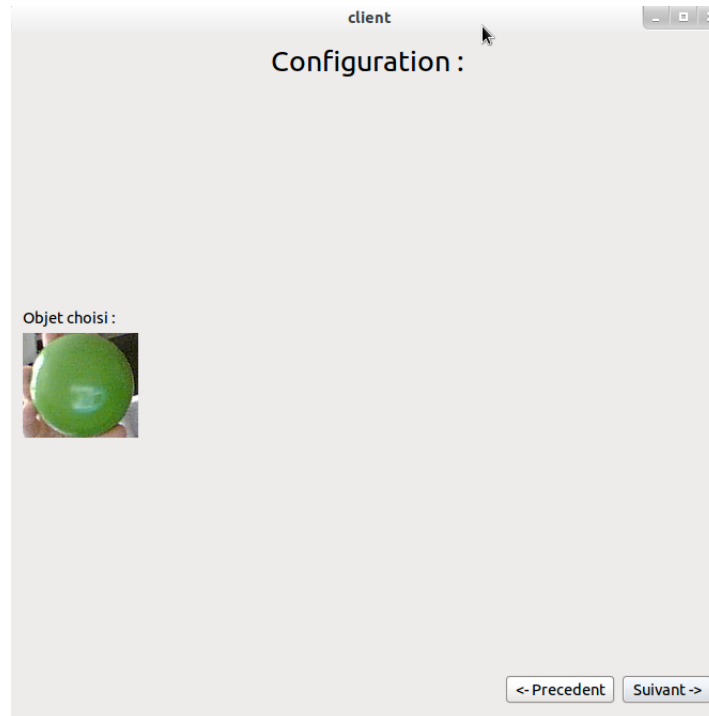 client
Configuration :
Objet choisi :
<- Precedent Suivant ->